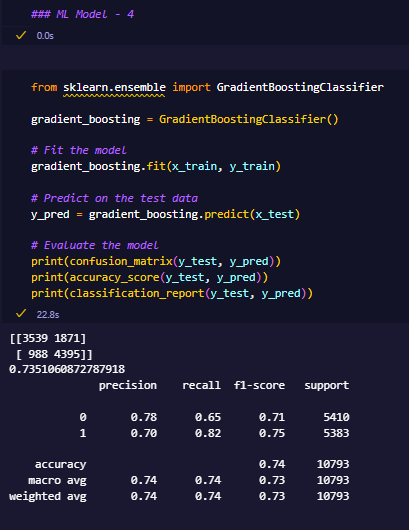 ### ML Model - 4
0.0s
from sklearn.ensemble import GradientBoostingClassifier
gradient_boosting = GradientBoostingClassifier()
# Fit the model
gradient_boosting.fit(x_train, y_train)
# Predict on the test data
y_pred = gradient_boosting.predict(x_test)
# Evaluate the model
print(confusion_matrix(y_test, y_pred))
print(accuracy_score(y_test, y_pred))
print(classification_report(y_test, y_pred))
22.8s
[[3539 1871]
 [ 988 4395]]
0.7351060872787918
precision recall f1-score support
0 0.78 0.65 0.71 5410
1 0.70 0.82 0.75 5383
accuracy 0.74 10793
macro avg 0.74 0.74 0.73 10793
weighted avg 0.74 0.74 0.73 10793